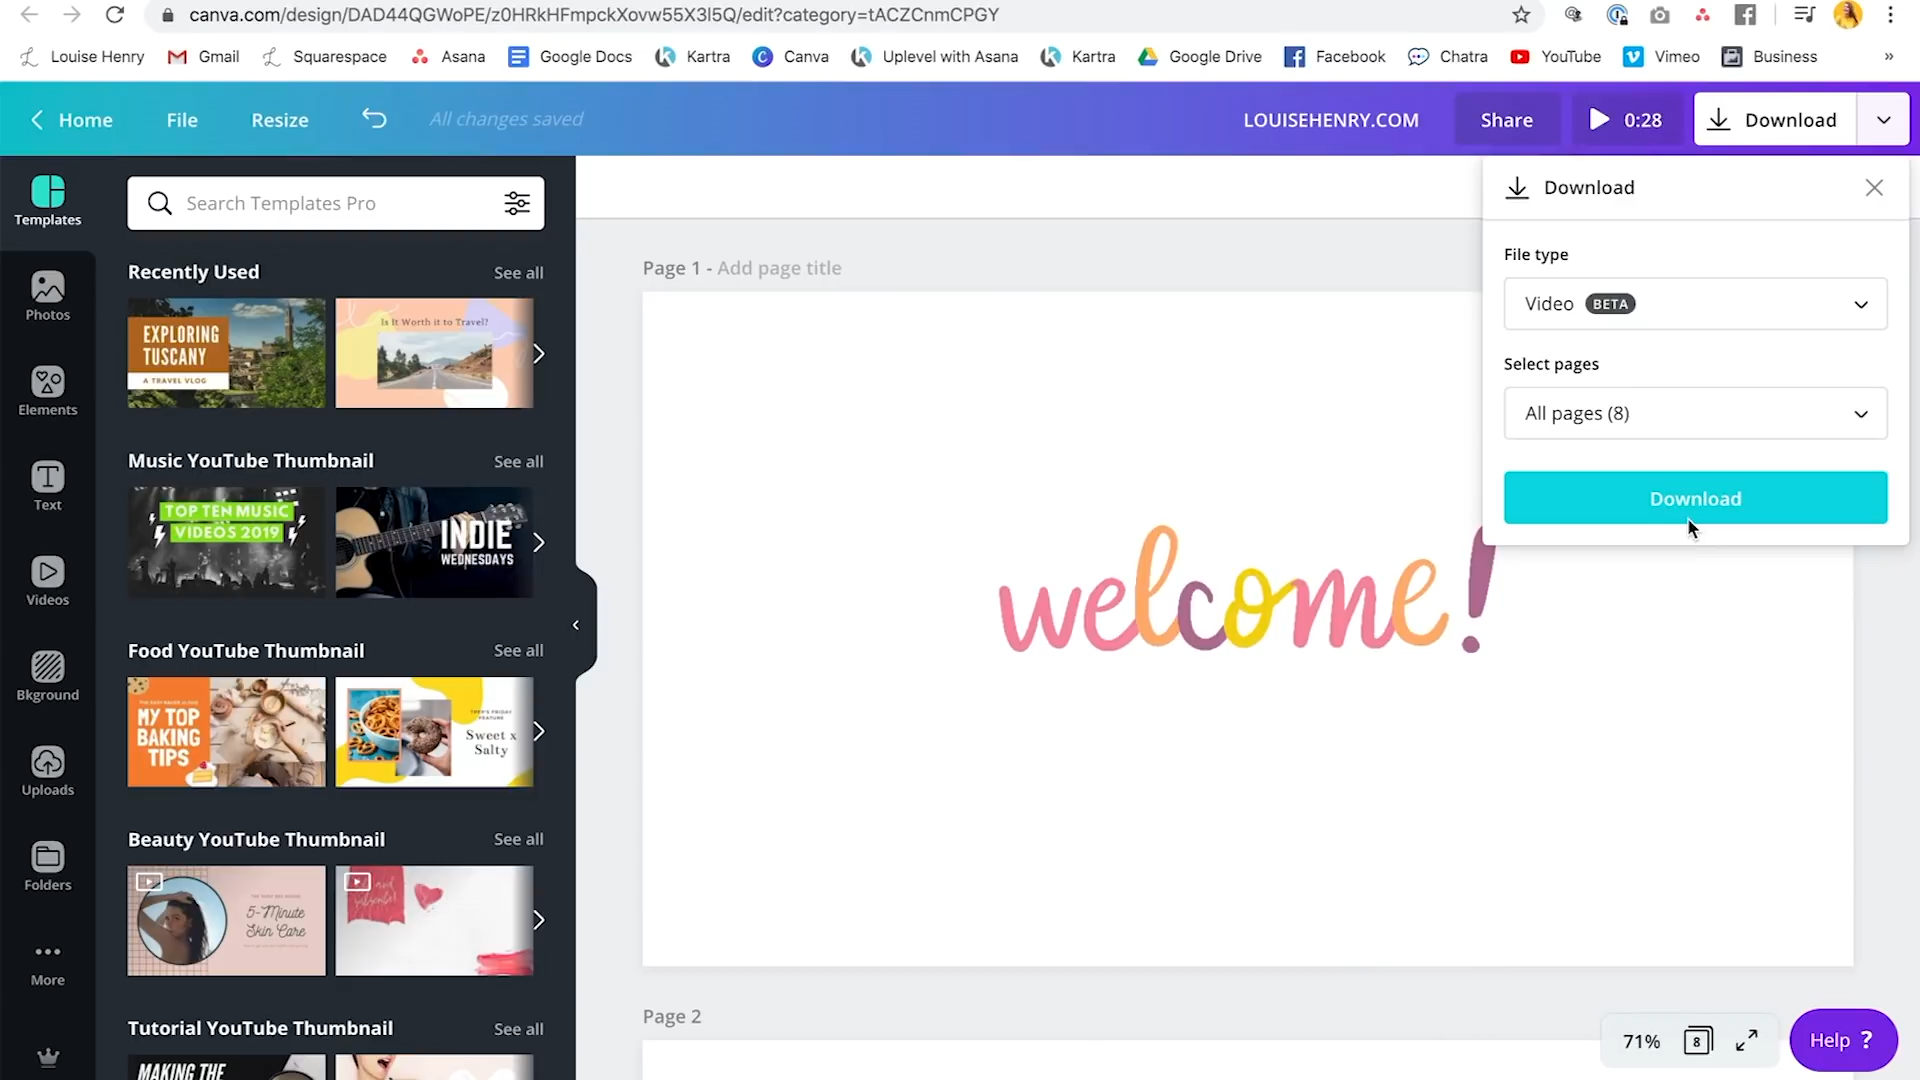 canva.com/design/DAD44QGWoPE/z0HRkHFmpckXovw55X3I5Q/edit?category=tACZCnmCPGY
Louise Henry
Gmail
Squarespace
Asana
Google Docs
Kartra
Canva
Uplevel with Asana
Kartra
Google Drive
Facebook
Chatra
YouTube
Vimeo
Business
»
Home
File
Resize
All changes saved
LOUISEHENRY.COM
Share
0:28
Download
Templates
Photos
Elements
Text
Videos
Bkground
Uploads
Folders
More
Search Templates Pro
Recently Used
See all
EXPLORING
TUSCANY
A TRAVEL VLOG
Is It Worth it to Travel?
Music YouTube Thumbnail
See all
TOP TEN MUSIC
VIDEOS 2019
INDIE
WEDNESDAYS
Food YouTube Thumbnail
See all
MY TOP
BAKING
TIPS
Sweet x
Salty
Beauty YouTube Thumbnail
See all
5-Minute
Skin Care
Tutorial YouTube Thumbnail
See all
MAKING THE
Page 1 - Add page title
welcome!
Page 2
Download
File type
Video BETA
Select pages
All pages (8)
Download
71%
8
Help ?